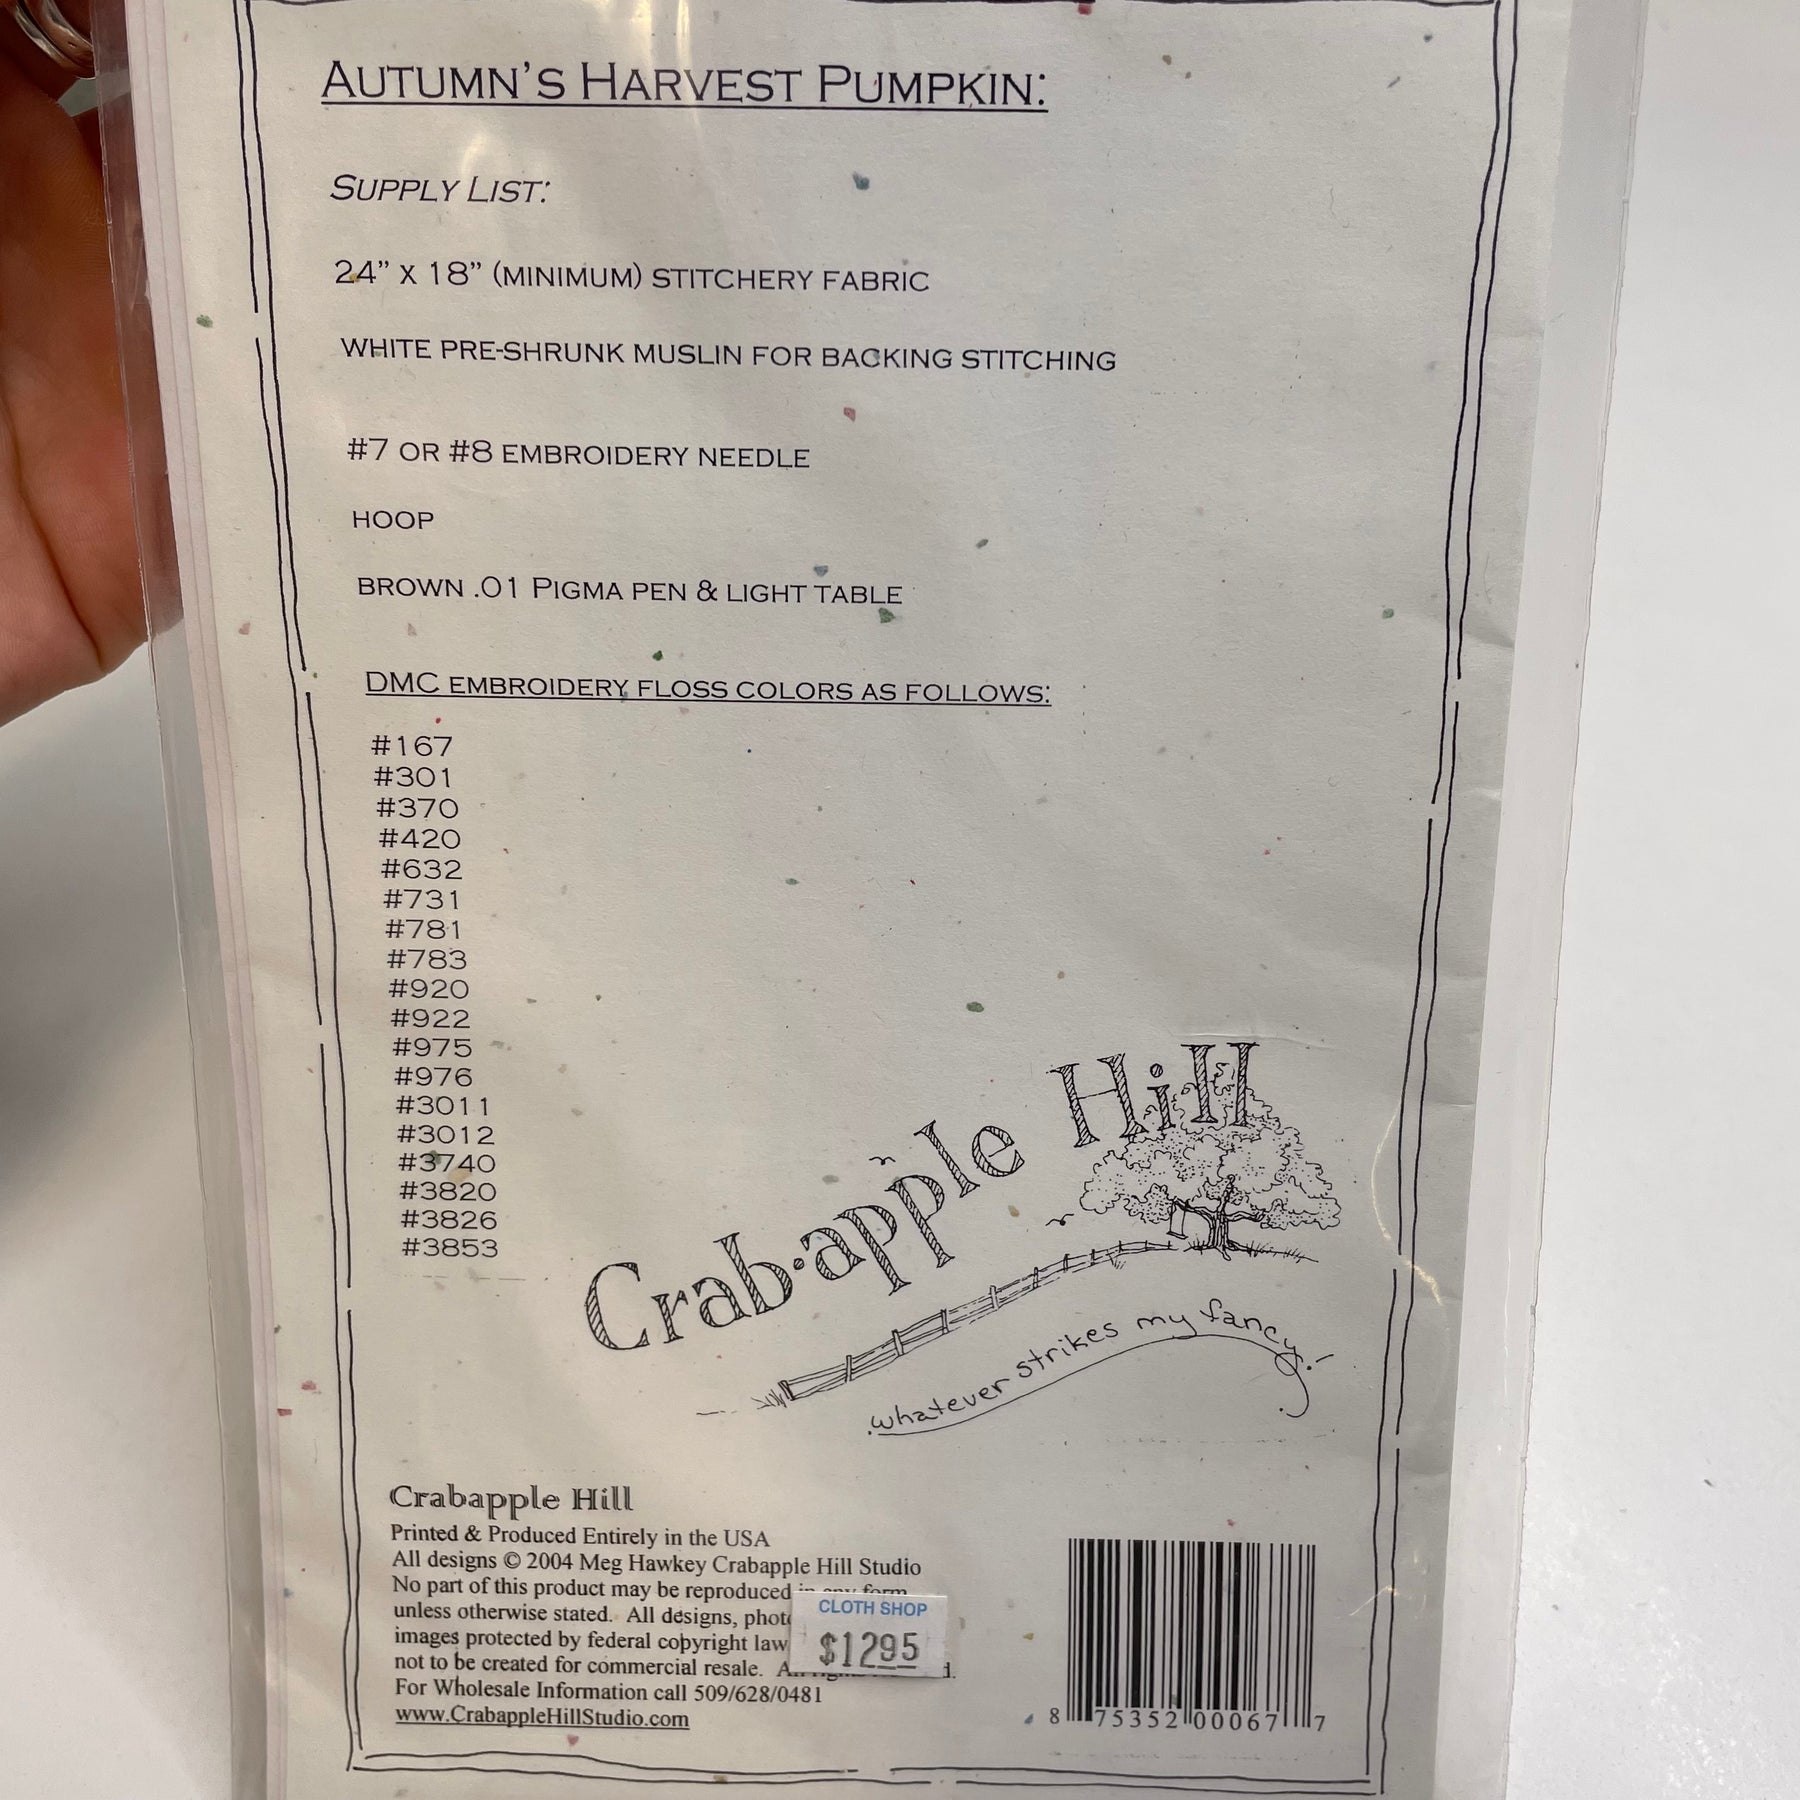 AUTUMN'S HARVEST PUMPKIN:
SUPPLY LIST:
24" X 18" (MINIMUM) STITCHERY FABRIC
WHITE PRE-SHRUNK MUSLIN FOR BACKING STITCHING
#7 OR #8 EMBROIDERY NEEDLE
HOOP
BROWN .01 PIGMA PEN & LIGHT TABLE
DMC EMBROIDERY FLOSS COLORS AS FOLLOWS:
#167
#301
#370
#420
#632
#731
#781
#783
#920
#922
#975
#976
#3011
#3012
#3740
#3820
#3826
#3853
Crab·apple Hill
whatever strikes my fancy!
Crabapple Hill
Printed & Produced Entirely in the USA
All designs © 2004 Meg Hawkey Crabapple Hill Studio
No part of this product may be reproduced in any form
unless otherwise stated. All designs,
images protected by federal copyright law
not to be created for commercial resale.
For Wholesale Information call 509/628/0481
www.CrabappleHillStudio.com
CLOTH SHOP
$1295
8 75352 00067 7